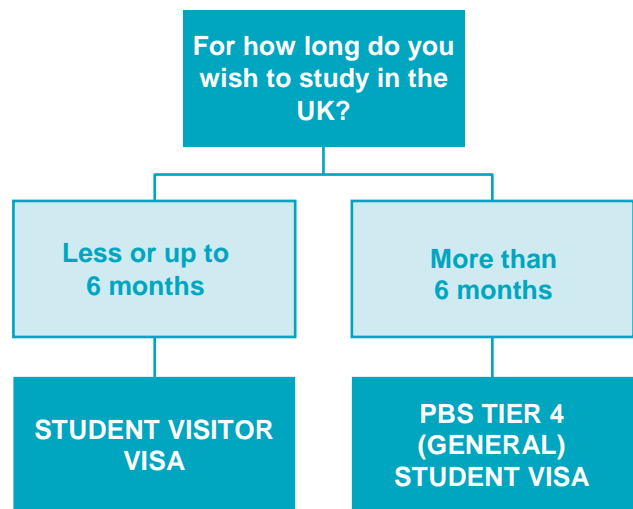 For how long do you
wish to study in the
UK?
Less or up to
6 months
More than
6 months
STUDENT VISITOR
VISA
PBS TIER 4
(GENERAL)
STUDENT VISA